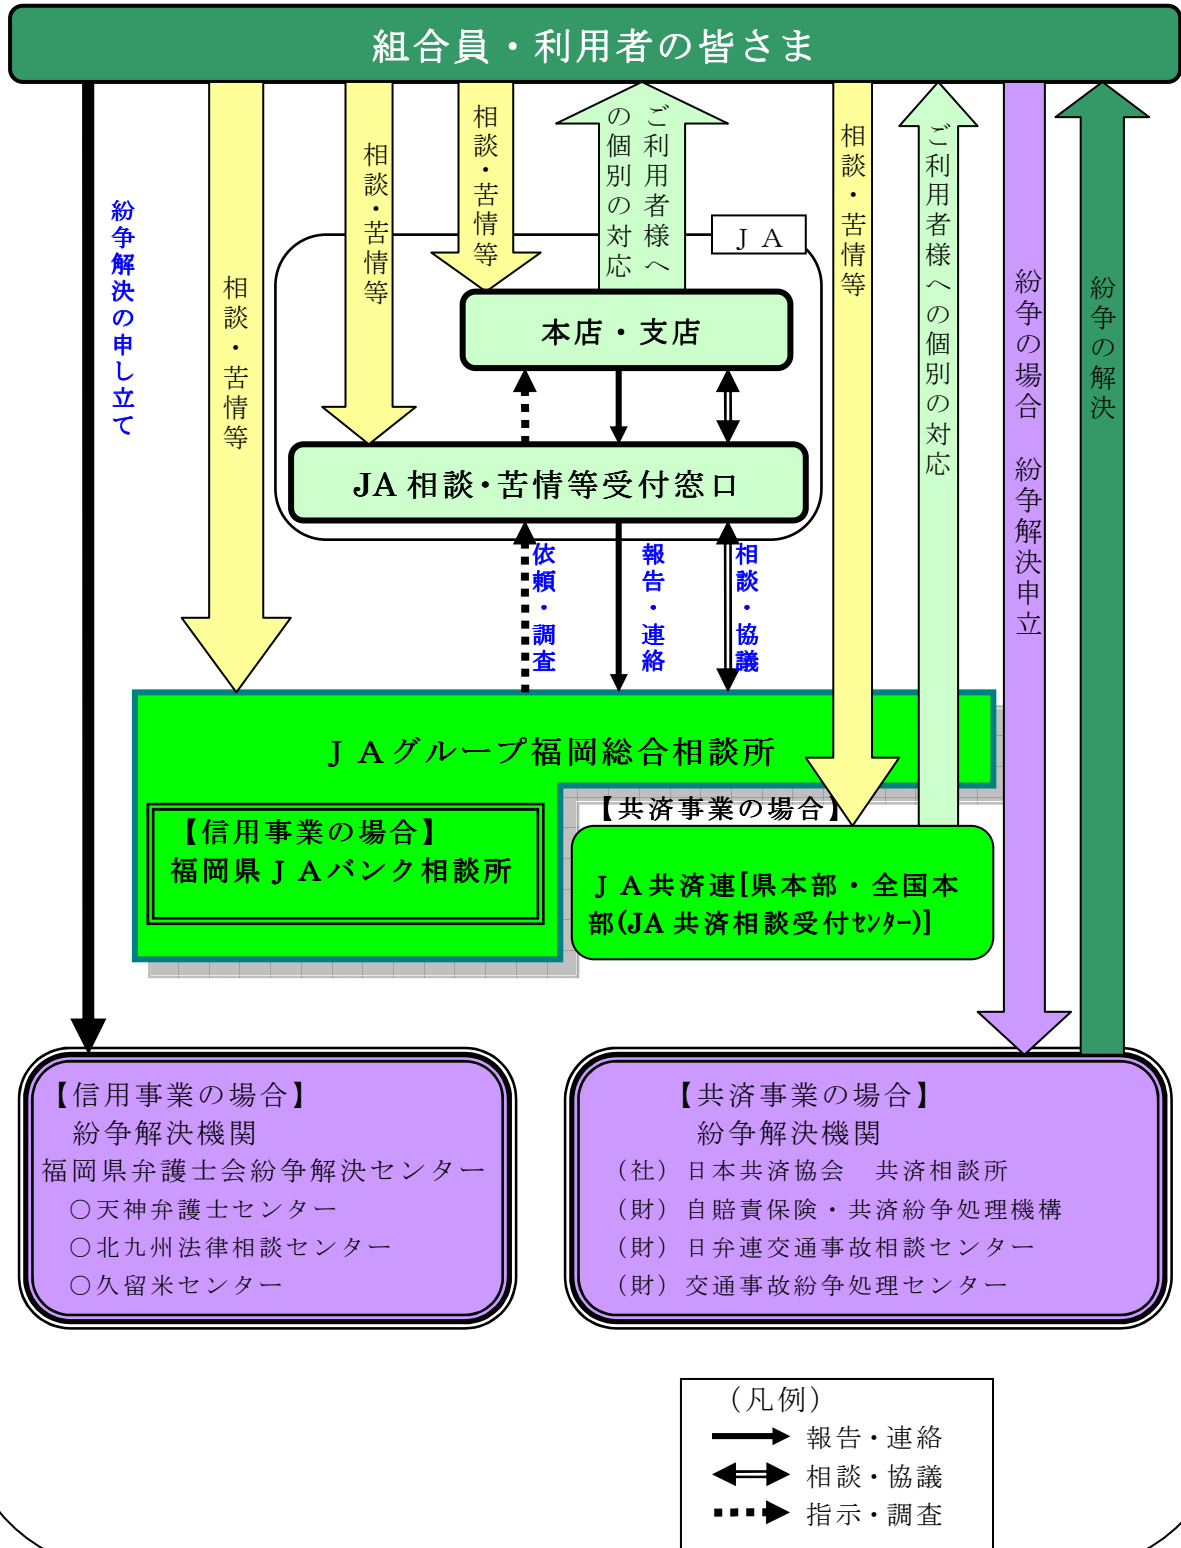 組合員・利用者の皆さま
紛争解決の申し立て
相談・苦情等
相談・苦情等
相談・苦情等
ご利用者様へ
の個別の対応
相談・苦情等
ご利用者様への個別の対応
紛争の場合　紛争解決申立
紛争の解決
ＪＡ
本店・支店
JA相談・苦情等受付窓口
依頼・調査
報告・連絡
相談・協議
ＪＡグループ福岡総合相談所
【信用事業の場合】
福岡県ＪＡバンク相談所
【共済事業の場合】
ＪＡ共済連[県本部・全国本
部(JA共済相談受付ｾﾝﾀｰ)]
【信用事業の場合】
紛争解決機関
福岡県弁護士会紛争解決センター
○天神弁護士センター
○北九州法律相談センター
○久留米センター
【共済事業の場合】
紛争解決機関
（社）日本共済協会　共済相談所
（財）自賠責保険・共済紛争処理機構
（財）日弁連交通事故相談センター
（財）交通事故紛争処理センター
（凡例）
報告・連絡
相談・協議
指示・調査